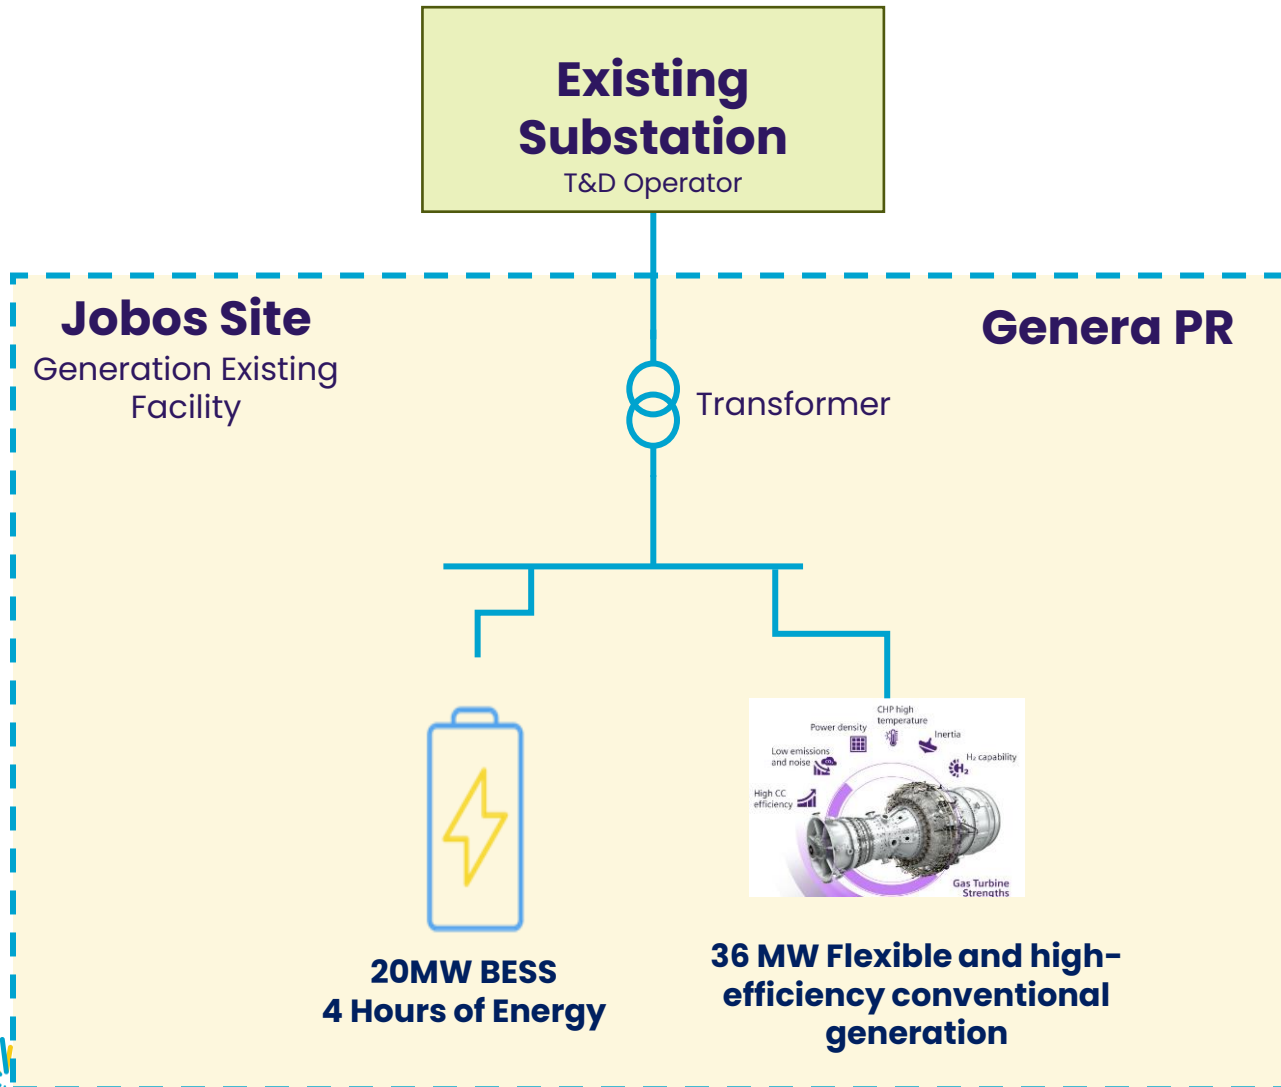 Existing
Substation
T&D Operator
Jobos Site
Generation Existing
Facility
Genera PR
Transformer
CHP high
temperature
Power density
Inertia
Low emissions
and noise
CO₂
H₂ capability
H₂
High CC
efficiency
Gas Turbine
Strengths
20MW BESS
4 Hours of Energy
36 MW Flexible and high-
efficiency conventional
generation